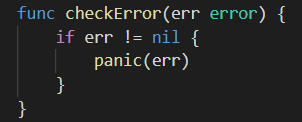 func checkError(err error) {
    if err != nil {
        panic(err)
    }
}